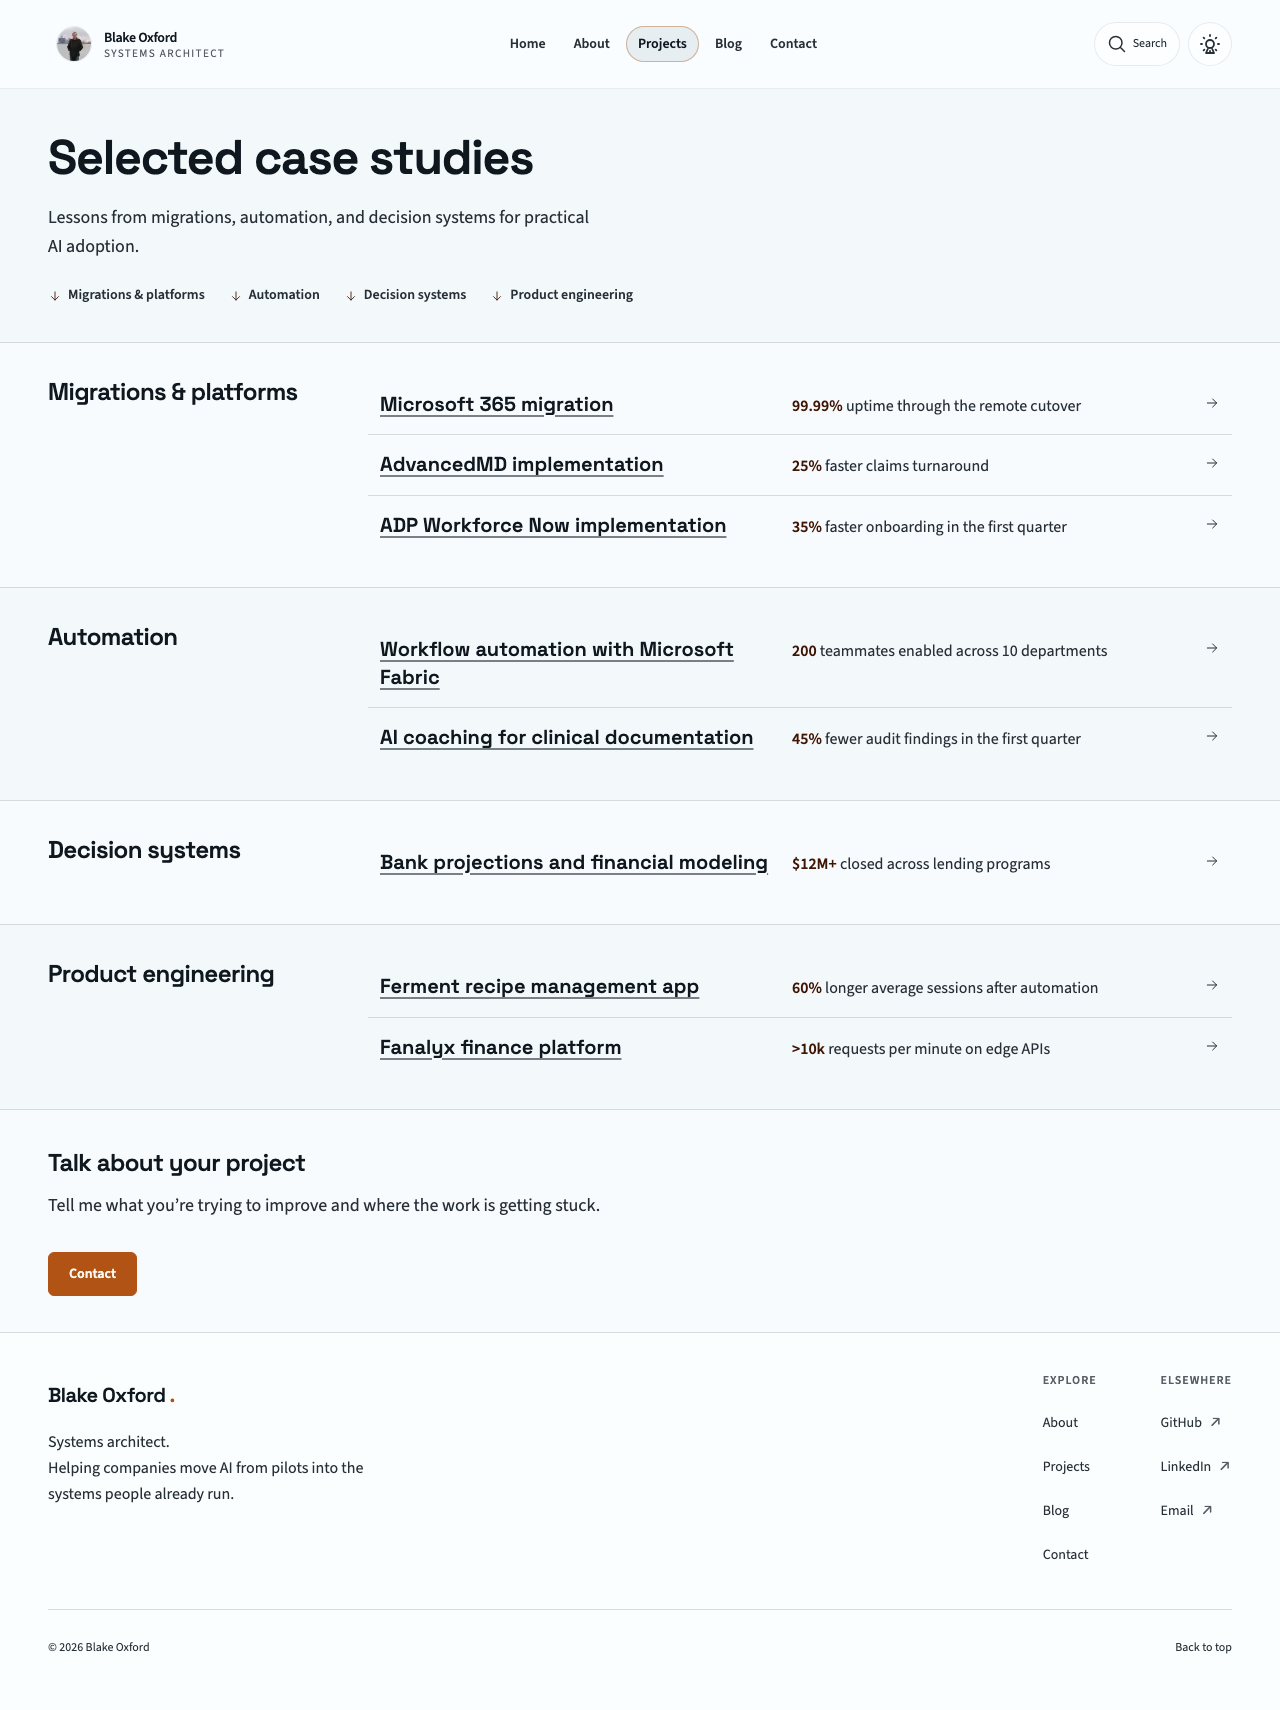 Blake Oxford
SYSTEMS ARCHITECT
Home
About
Projects
Blog
Contact
Search
Selected case studies
Lessons from migrations, automation, and decision systems for practical
AI adoption.
Migrations & platforms
Automation
Decision systems
Product engineering
Migrations & platforms
Microsoft 365 migration
99.99% uptime through the remote cutover
AdvancedMD implementation
25% faster claims turnaround
ADP Workforce Now implementation
35% faster onboarding in the first quarter
Automation
Workflow automation with Microsoft
Fabric
200 teammates enabled across 10 departments
AI coaching for clinical documentation
45% fewer audit findings in the first quarter
Decision systems
Bank projections and financial modeling
$12M+ closed across lending programs
Product engineering
Ferment recipe management app
60% longer average sessions after automation
Fanalyx finance platform
>10k requests per minute on edge APIs
Talk about your project
Tell me what you’re trying to improve and where the work is getting stuck.
Contact
Blake Oxford.
Systems architect.
Helping companies move AI from pilots into the
systems people already run.
EXPLORE
About
Projects
Blog
Contact
ELSEWHERE
GitHub
LinkedIn
Email
© 2026 Blake Oxford
Back to top